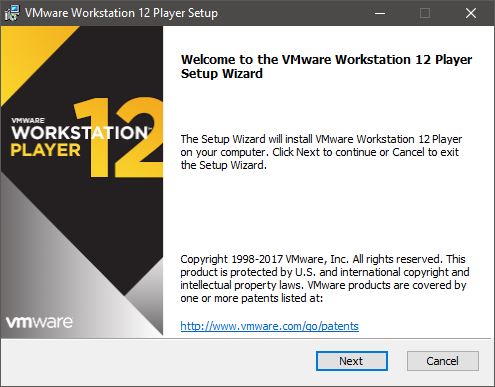 VMware Workstation 12 Player Setup
VMWARE
WORKSTATION™
PLAYER
12
vmware
Welcome to the VMware Workstation 12 Player
Setup Wizard
The Setup Wizard will install VMware Workstation 12 Player
on your computer. Click Next to continue or Cancel to exit
the Setup Wizard.
Copyright 1998-2017 VMware, Inc. All rights reserved. This
product is protected by U.S. and international copyright and
intellectual property laws. VMware products are covered by
one or more patents listed at:
http://www.vmware.com/go/patents
Next
Cancel